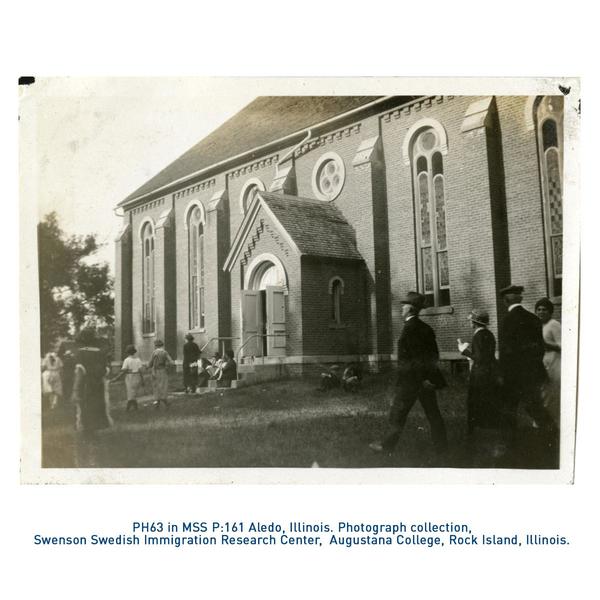 PH63 in MSS P:161 Aledo, Illinois. Photograph collection,
Swenson Swedish Immigration Research Center, Augustana College, Rock Island, Illinois.